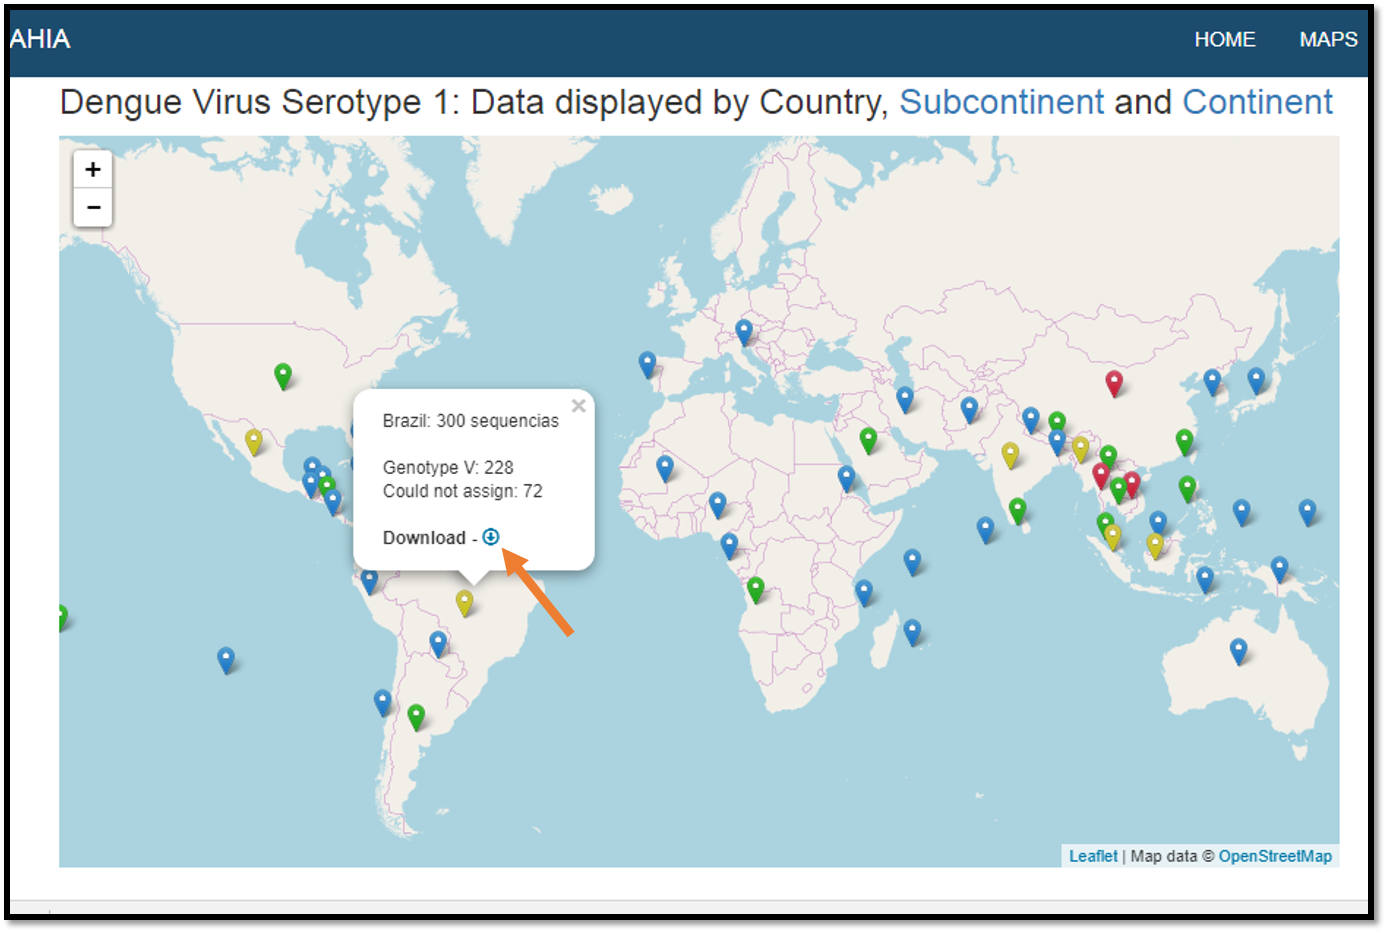 AHIA
HOME MAPS
Dengue Virus Serotype 1: Data displayed by Country, Subcontinent and Continent
+
−
Brazil: 300 sequencias ×
Genotype V: 228
Could not assign: 72
Download -
Leaflet | Map data © OpenStreetMap